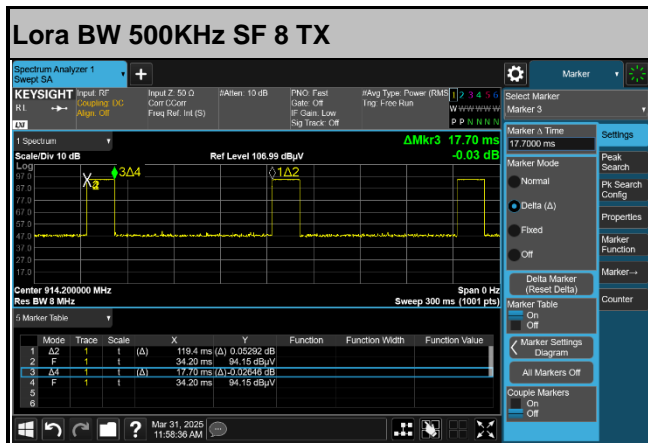 Lora BW 500KHz SF 8 TX
Spectrum Analyzer 1
Swept SA
+
Marker
KEYSIGHT Input: RF Input Z: 50 Ω #Atten: 10 dB PNO: Fast #Avg Type: Power (RMS 1 2 3 4 5 6
RL Coupling: DC Corr CCorr Gate: Off Trig: Free Run
Align: Off Freq Ref: Int (S) IF Gain: Low W W W W W W
Sig Track: Off
LXI P P N N N N
Select Marker
Marker 3
1 Spectrum
ΔMkr3 17.70 ms
Scale/Div 10 dB Ref Level 106.99 dBµV -0.03 dB
Log
97.0
87.0
77.0
67.0
57.0
47.0
37.0
27.0
17.0
3Δ4
1Δ2
Center 914.200000 MHz Span 0 Hz
Res BW 8 MHz Sweep 300 ms (1001 pts)
5 Marker Table
Mode Trace Scale X Y Function Function Width Function Value
1 Δ2 1 t (Δ) 119.4 ms (Δ) 0.05292 dB
2 F 1 t 34.20 ms 94.15 dBµV
3 Δ4 1 t (Δ) 17.70 ms (Δ) -0.02646 dB
4 F 1 t 34.20 ms 94.15 dBµV
5
6
Marker Δ Time
17.7000 ms
Marker Mode
Normal
Delta (Δ)
Fixed
Off
Delta Marker
(Reset Delta)
Marker Table
On
Off
Marker Settings
Diagram
All Markers Off
Couple Markers
On
Off
Settings
Peak
Search
Pk Search
Config
Properties
Marker
Function
Marker→
Counter
?
Mar 31, 2025
11:58:36 AM